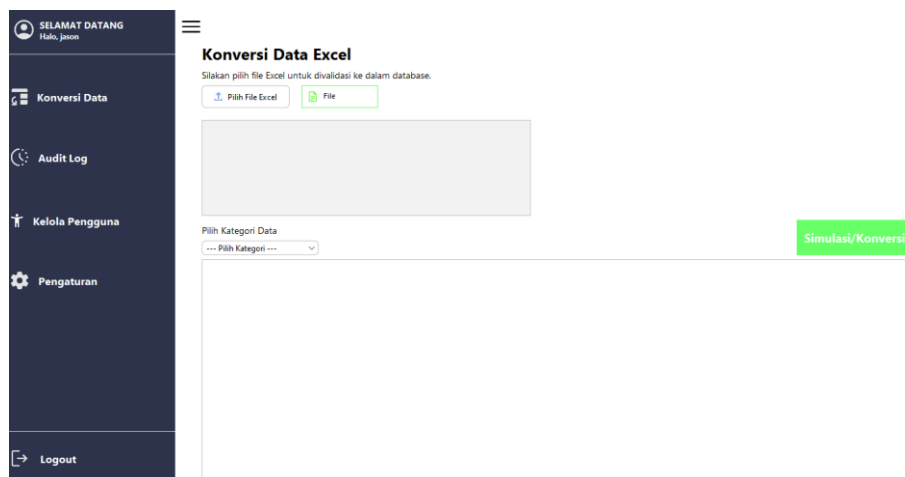 SELAMAT DATANG
Halo, jason
Konversi Data
Audit Log
Kelola Pengguna
Pengaturan
Logout
Konversi Data Excel
Silakan pilih file Excel untuk divalidasi ke dalam database.
Pilih File Excel
File
Pilih Kategori Data
--- Pilih Kategori ---
Simulasi/Konversi